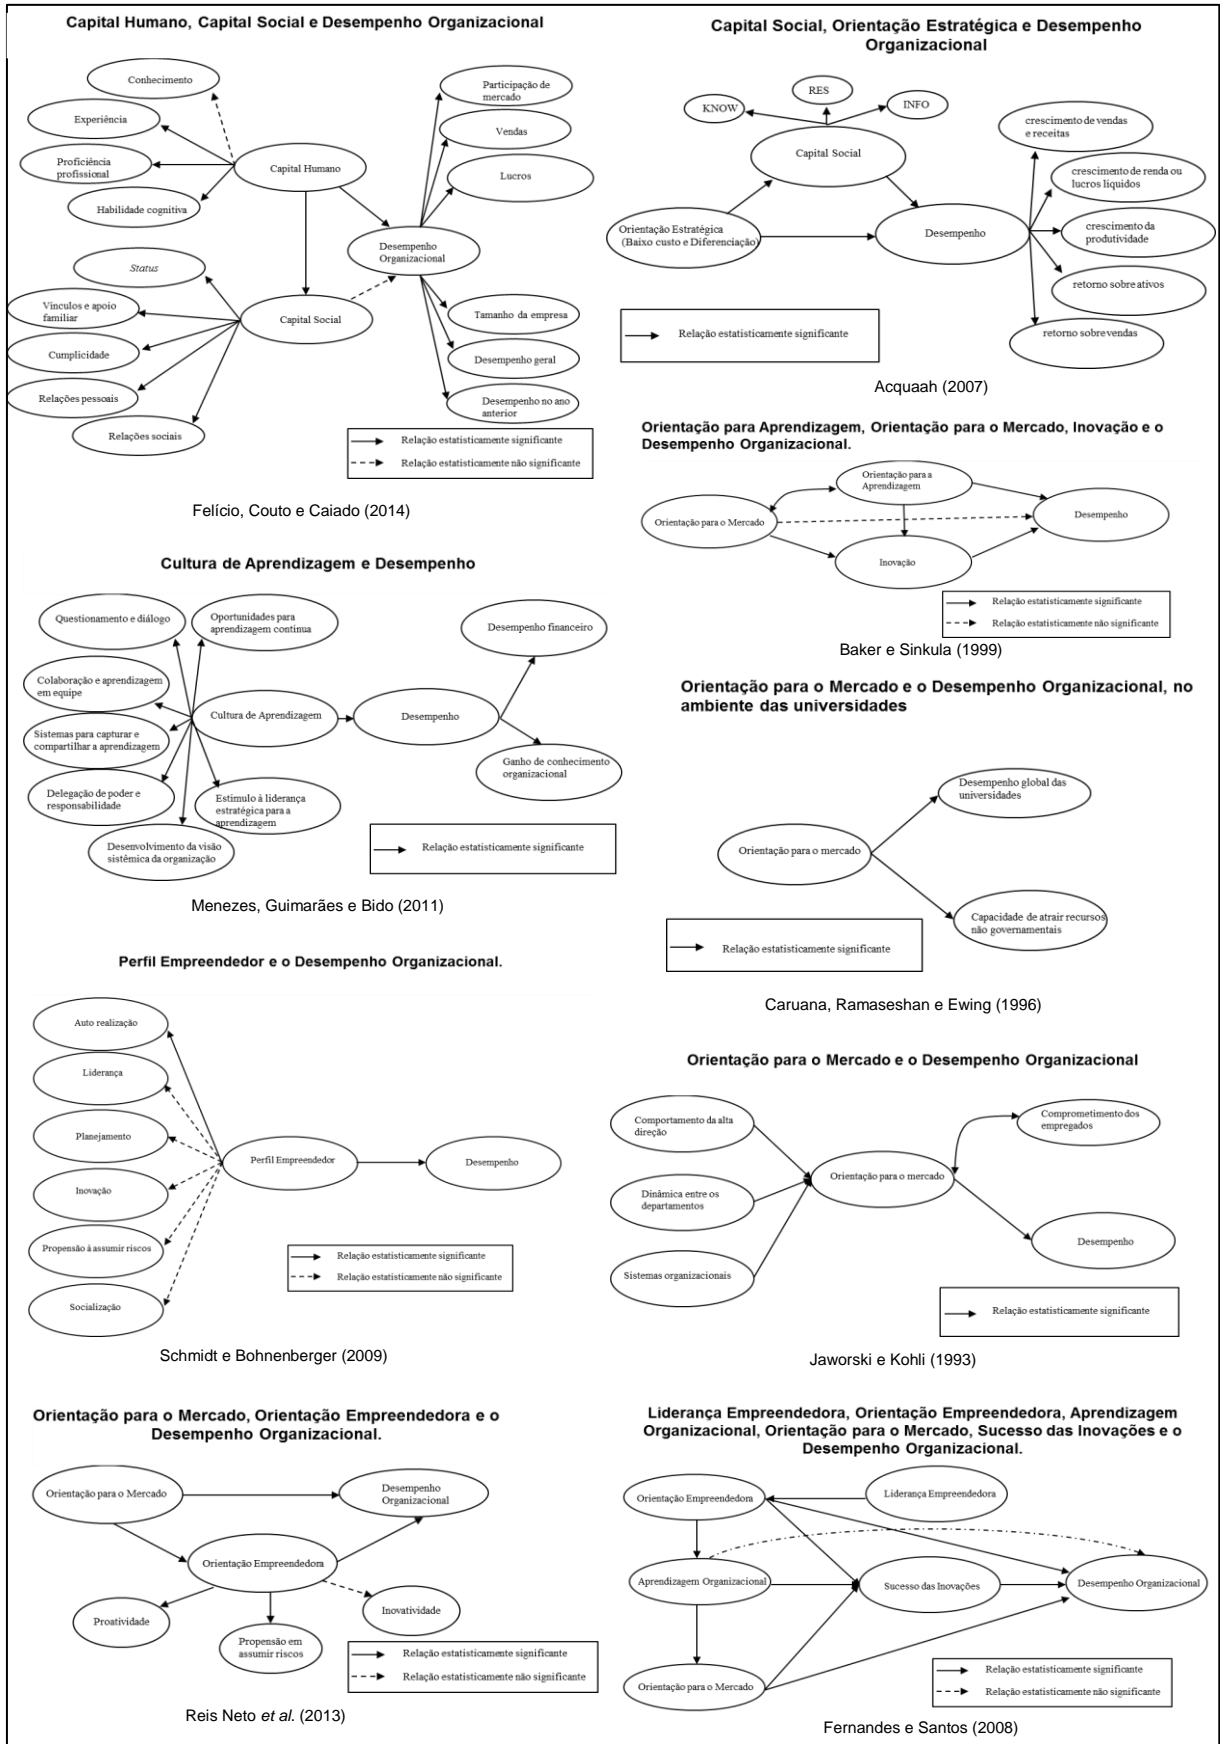 Capital Humano, Capital Social e Desempenho Organizacional
Conhecimento
Experiência
Proficiência
profissional
Habilidade cognitiva
Capital Humano
Participação de
mercado
Vendas
Lucros
Desempenho
Organizacional
Status
Vínculos e apoio
familiar
Cumplicidade
Relações pessoais
Relações sociais
Capital Social
Tamanho da empresa
Desempenho geral
Desempenho no ano
anterior
Relação estatisticamente significante
Relação estatisticamente não significante
Felício, Couto e Caiado (2014)
Capital Social, Orientação Estratégica e Desempenho
Organizacional
KNOW
RES
INFO
Capital Social
Orientação Estratégica
(Baixo custo e Diferenciação)
Desempenho
crescimento de vendas
e receitas
crescimento de renda ou
lucros líquidos
crescimento da
produtividade
retorno sobre ativos
retorno sobre vendas
Relação estatisticamente significante
Acquaah (2007)
Orientação para Aprendizagem, Orientação para o Mercado, Inovação e o
Desempenho Organizacional.
Orientação para a
Aprendizagem
Orientação para o Mercado
Desempenho
Inovação
Relação estatisticamente significante
Relação estatisticamente não significante
Baker e Sinkula (1999)
Cultura de Aprendizagem e Desempenho
Questionamento e diálogo
Oportunidades para
aprendizagem contínua
Colaboração e aprendizagem
em equipe
Sistemas para capturar e
compartilhar a aprendizagem
Delegação de poder e
responsabilidade
Desenvolvimento da visão
sistêmica da organização
Estímulo à liderança
estratégica para a
aprendizagem
Cultura de Aprendizagem
Desempenho
Desempenho financeiro
Ganho de conhecimento
organizacional
Relação estatisticamente significante
Menezes, Guimarães e Bido (2011)
Orientação para o Mercado e o Desempenho Organizacional, no
ambiente das universidades
Orientação para o mercado
Desempenho global das
universidades
Capacidade de atrair recursos
não governamentais
Relação estatisticamente significante
Caruana, Ramaseshan e Ewing (1996)
Perfil Empreendedor e o Desempenho Organizacional.
Auto realização
Liderança
Planejamento
Inovação
Propensão à assumir riscos
Socialização
Perfil Empreendedor
Desempenho
Relação estatisticamente significante
Relação estatisticamente não significante
Schmidt e Bohnenberger (2009)
Orientação para o Mercado e o Desempenho Organizacional
Comportamento da alta
direção
Dinâmica entre os
departamentos
Sistemas organizacionais
Orientação para o mercado
Comprometimento dos
empregados
Desempenho
Relação estatisticamente significante
Jaworski e Kohli (1993)
Orientação para o Mercado, Orientação Empreendedora e o
Desempenho Organizacional.
Orientação para o Mercado
Desempenho
Organizacional
Orientação Empreendedora
Proatividade
Propensão em
assumir riscos
Inovatividade
Relação estatisticamente significante
Relação estatisticamente não significante
Reis Neto et al. (2013)
Liderança Empreendedora, Orientação Empreendedora, Aprendizagem
Organizacional, Orientação para o Mercado, Sucesso das Inovações e o
Desempenho Organizacional.
Orientação Empreendedora
Liderança Empreendedora
Aprendizagem Organizacional
Sucesso das Inovações
Desempenho Organizacional
Orientação para o Mercado
Relação estatisticamente significante
Relação estatisticamente não significante
Fernandes e Santos (2008)